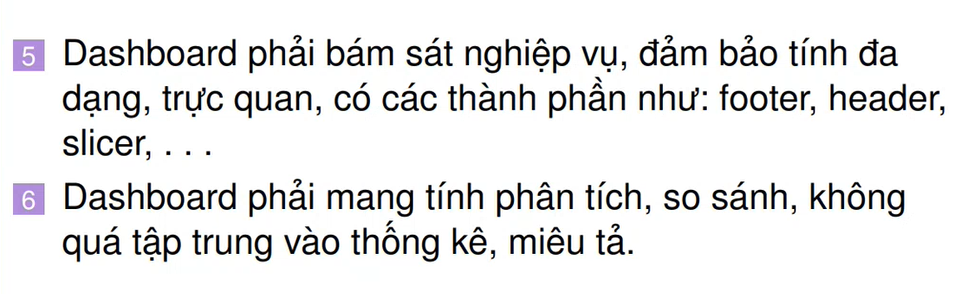 5 Dashboard phải bám sát nghiệp vụ, đảm bảo tính đa
dạng, trực quan, có các thành phần như: footer, header,
slicer, . . .
6 Dashboard phải mang tính phân tích, so sánh, không
quá tập trung vào thống kê, miêu tả.